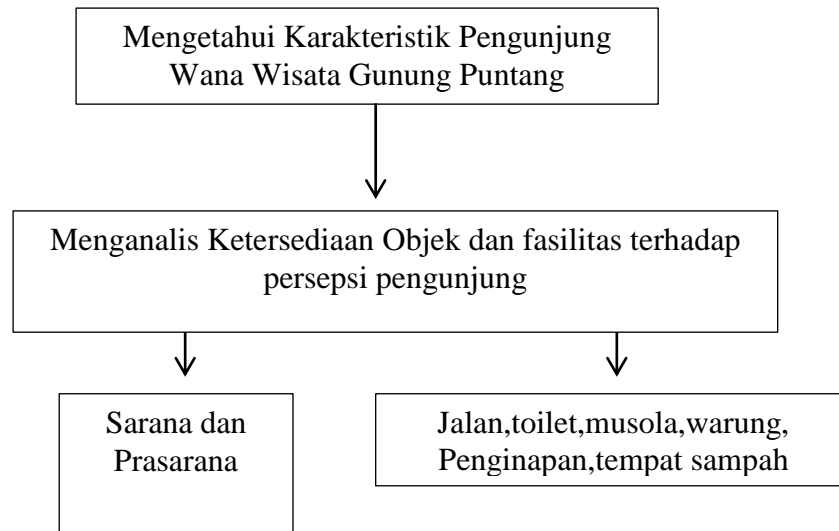 Mengetahui Karakteristik Pengunjung
Wana Wisata Gunung Puntang
Menganalis Ketersediaan Objek dan fasilitas terhadap
persepsi pengunjung
Sarana dan
Prasarana
Jalan,toilet,musola,warung,
Penginapan,tempat sampah